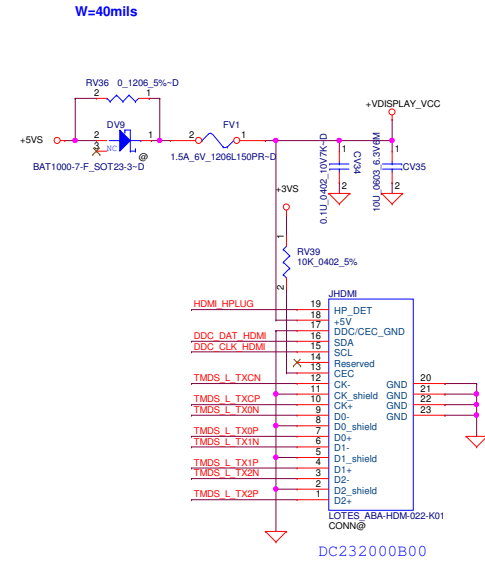 W=40mils
RV36 0_1206_5%~D
2 1
+VDISPLAY_VCC
DV9
FV1
+5VS
2 1
3 NC
2 1
@
BAT1000-7-F_SOT23-3~D
1.5A_6V_1206L150PR~D
0.1U_0402_10V7K~D
CV34
1
2
10U_0603_6.3V6M
CV35
1
2
+3VS
1
RV39
10K_0402_5%
2
JHDMI
HDMI_HPLUG 19 HP_DET
18 +5V
17 DDC/CEC_GND
DDC_DAT_HDMI 16 SDA
DDC_CLK_HDMI 15 SCL
14 Reserved
13 CEC
TMDS_L_TXCN 12 CK- GND 20
11 CK_shield GND 21
TMDS_L_TXCP 10 CK+ GND 22
TMDS_L_TX0N 9 D0- GND 23
8 D0_shield
TMDS_L_TX0P 7 D0+
TMDS_L_TX1N 6 D1-
5 D1_shield
TMDS_L_TX1P 4 D1+
TMDS_L_TX2N 3 D2-
2 D2_shield
TMDS_L_TX2P 1 D2+
LOTES_ABA-HDM-022-K01
CONN@
DC232000B00